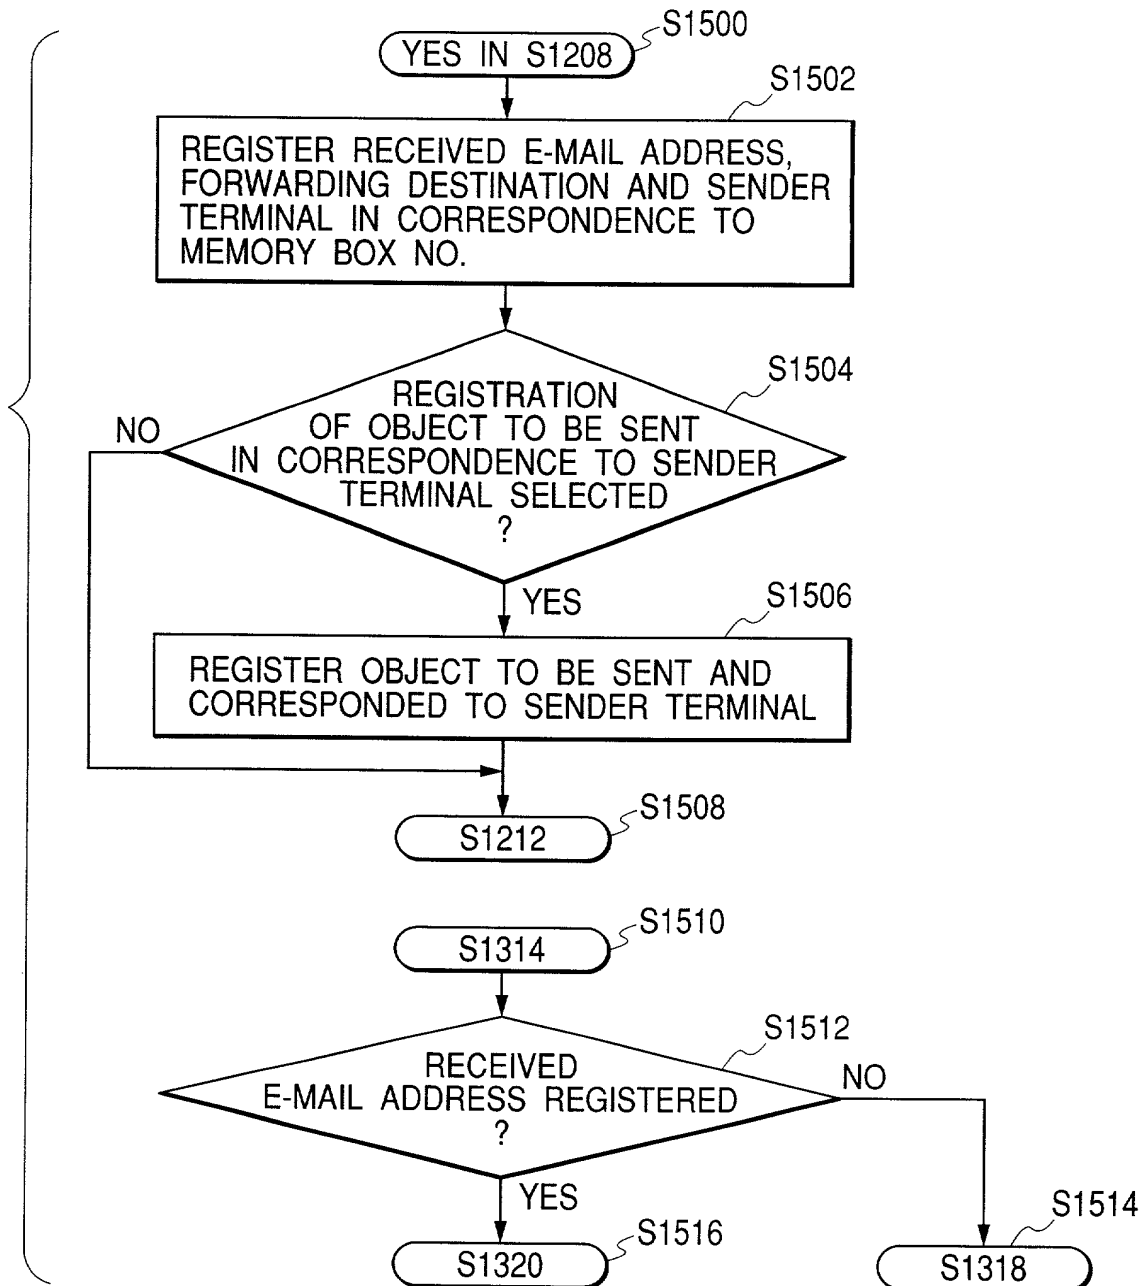 S1500
YES IN S1208
S1502
REGISTER RECEIVED E-MAIL ADDRESS,
FORWARDING DESTINATION AND SENDER
TERMINAL IN CORRESPONDENCE TO
MEMORY BOX NO.
S1504
REGISTRATION
OF OBJECT TO BE SENT
IN CORRESPONDENCE TO SENDER
TERMINAL SELECTED
?
NO
YES
S1506
REGISTER OBJECT TO BE SENT AND
CORRESPONDED TO SENDER TERMINAL
S1508
S1212
S1510
S1314
S1512
RECEIVED
E-MAIL ADDRESS REGISTERED
?
NO
YES
S1516
S1320
S1514
S1318